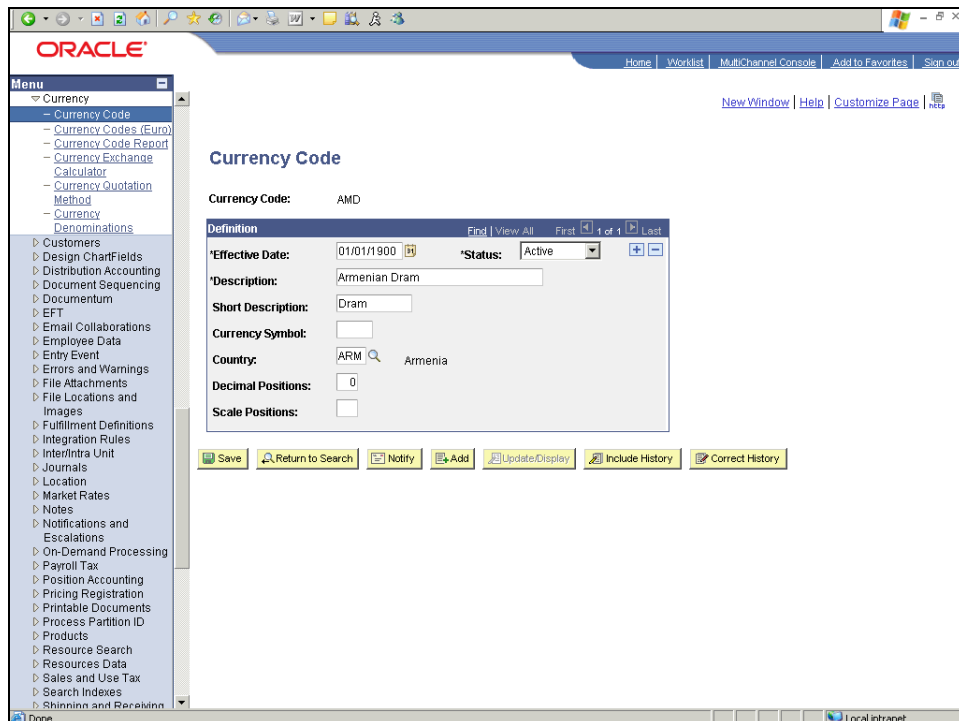 ORACLE
Home | Worklist | MultiChannel Console | Add to Favorites | Sign out
Menu
Currency
Currency Code
Currency Codes (Euro)
Currency Code Report
Currency Exchange
Calculator
Currency Quotation
Method
Currency
Denominations
Customers
Design ChartFields
Distribution Accounting
Document Sequencing
Documentum
EFT
Email Collaborations
Employee Data
Entry Event
Errors and Warnings
File Attachments
File Locations and
Images
Fulfillment Definitions
Integration Rules
Inter/Intra Unit
Journals
Location
Market Rates
Notes
Notifications and
Escalations
On-Demand Processing
Payroll Tax
Position Accounting
Pricing Registration
Printable Documents
Process Partition ID
Products
Resource Search
Resources Data
Sales and Use Tax
Search Indexes
Shipping and Receiving
New Window | Help | Customize Page | http
Currency Code
Currency Code: AMD
Definition Find | View All First 1 of 1 Last
*Effective Date: 01/01/1900 *Status: Active
*Description: Armenian Dram
Short Description: Dram
Currency Symbol:
Country: ARM Armenia
Decimal Positions: 0
Scale Positions:
Save Return to Search Notify Add Update/Display Include History Correct History
Done Local intranet